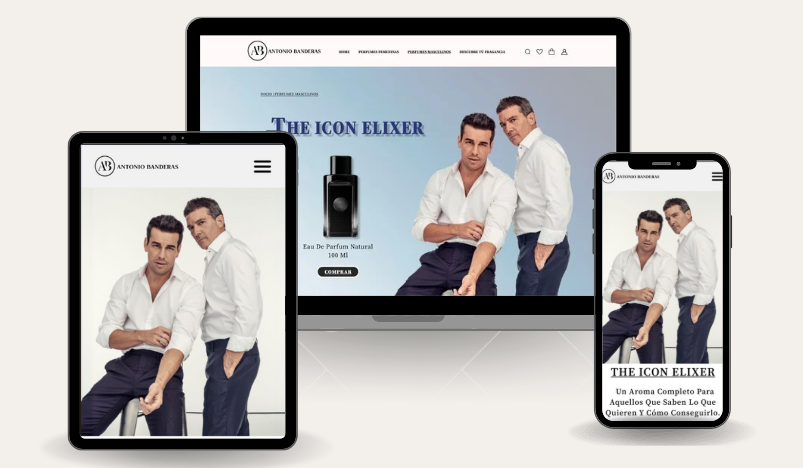 AB ANTONIO BANDERAS
HOME PERFUMES FEMENINAS PERFUMES MASCULINOS DESCUBRE TU FRAGANCIA
INICIO /PERFUMES MASCULINOS
THE ICON ELIXER
Eau De Parfum Natural
100 Ml
COMPRAR
AB ANTONIO BANDERAS
AB ANTONIO BANDERAS
THE ICON ELIXER
Un Aroma Completo Para
Aquellos Que Saben Lo Que
Quieren Y Cómo Conseguirlo.